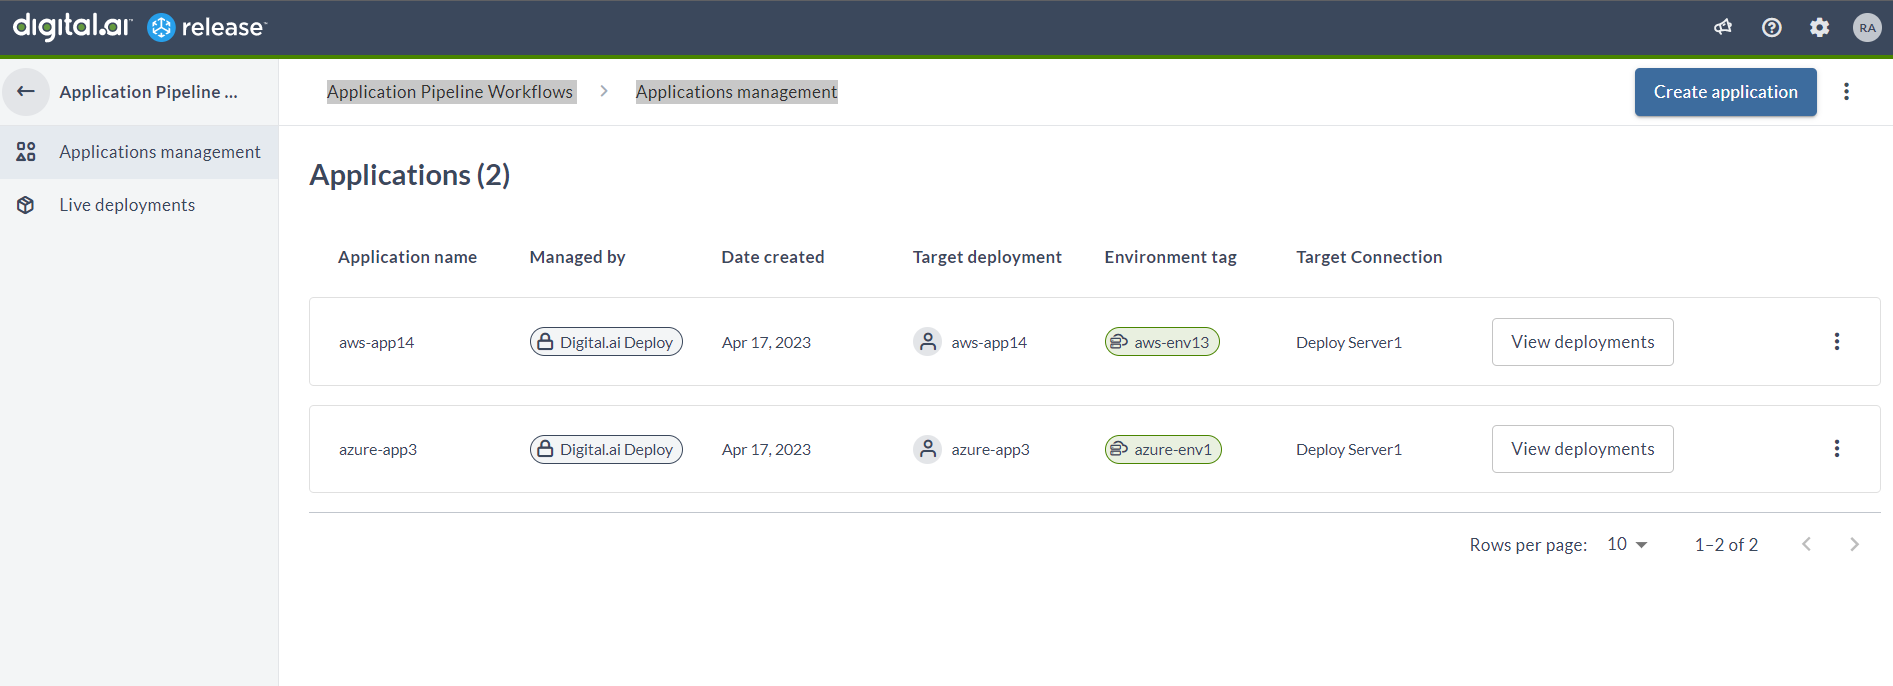 digital.ai release
RA
Application Pipeline ...
Application Pipeline Workflows > Applications management
Create application
Applications management
Live deployments
Applications (2)
Application name Managed by Date created Target deployment Environment tag Target Connection
aws-app14 Digital.ai Deploy Apr 17, 2023 aws-app14 aws-env13 Deploy Server1 View deployments
azure-app3 Digital.ai Deploy Apr 17, 2023 azure-app3 azure-env1 Deploy Server1 View deployments
Rows per page: 10 1–2 of 2